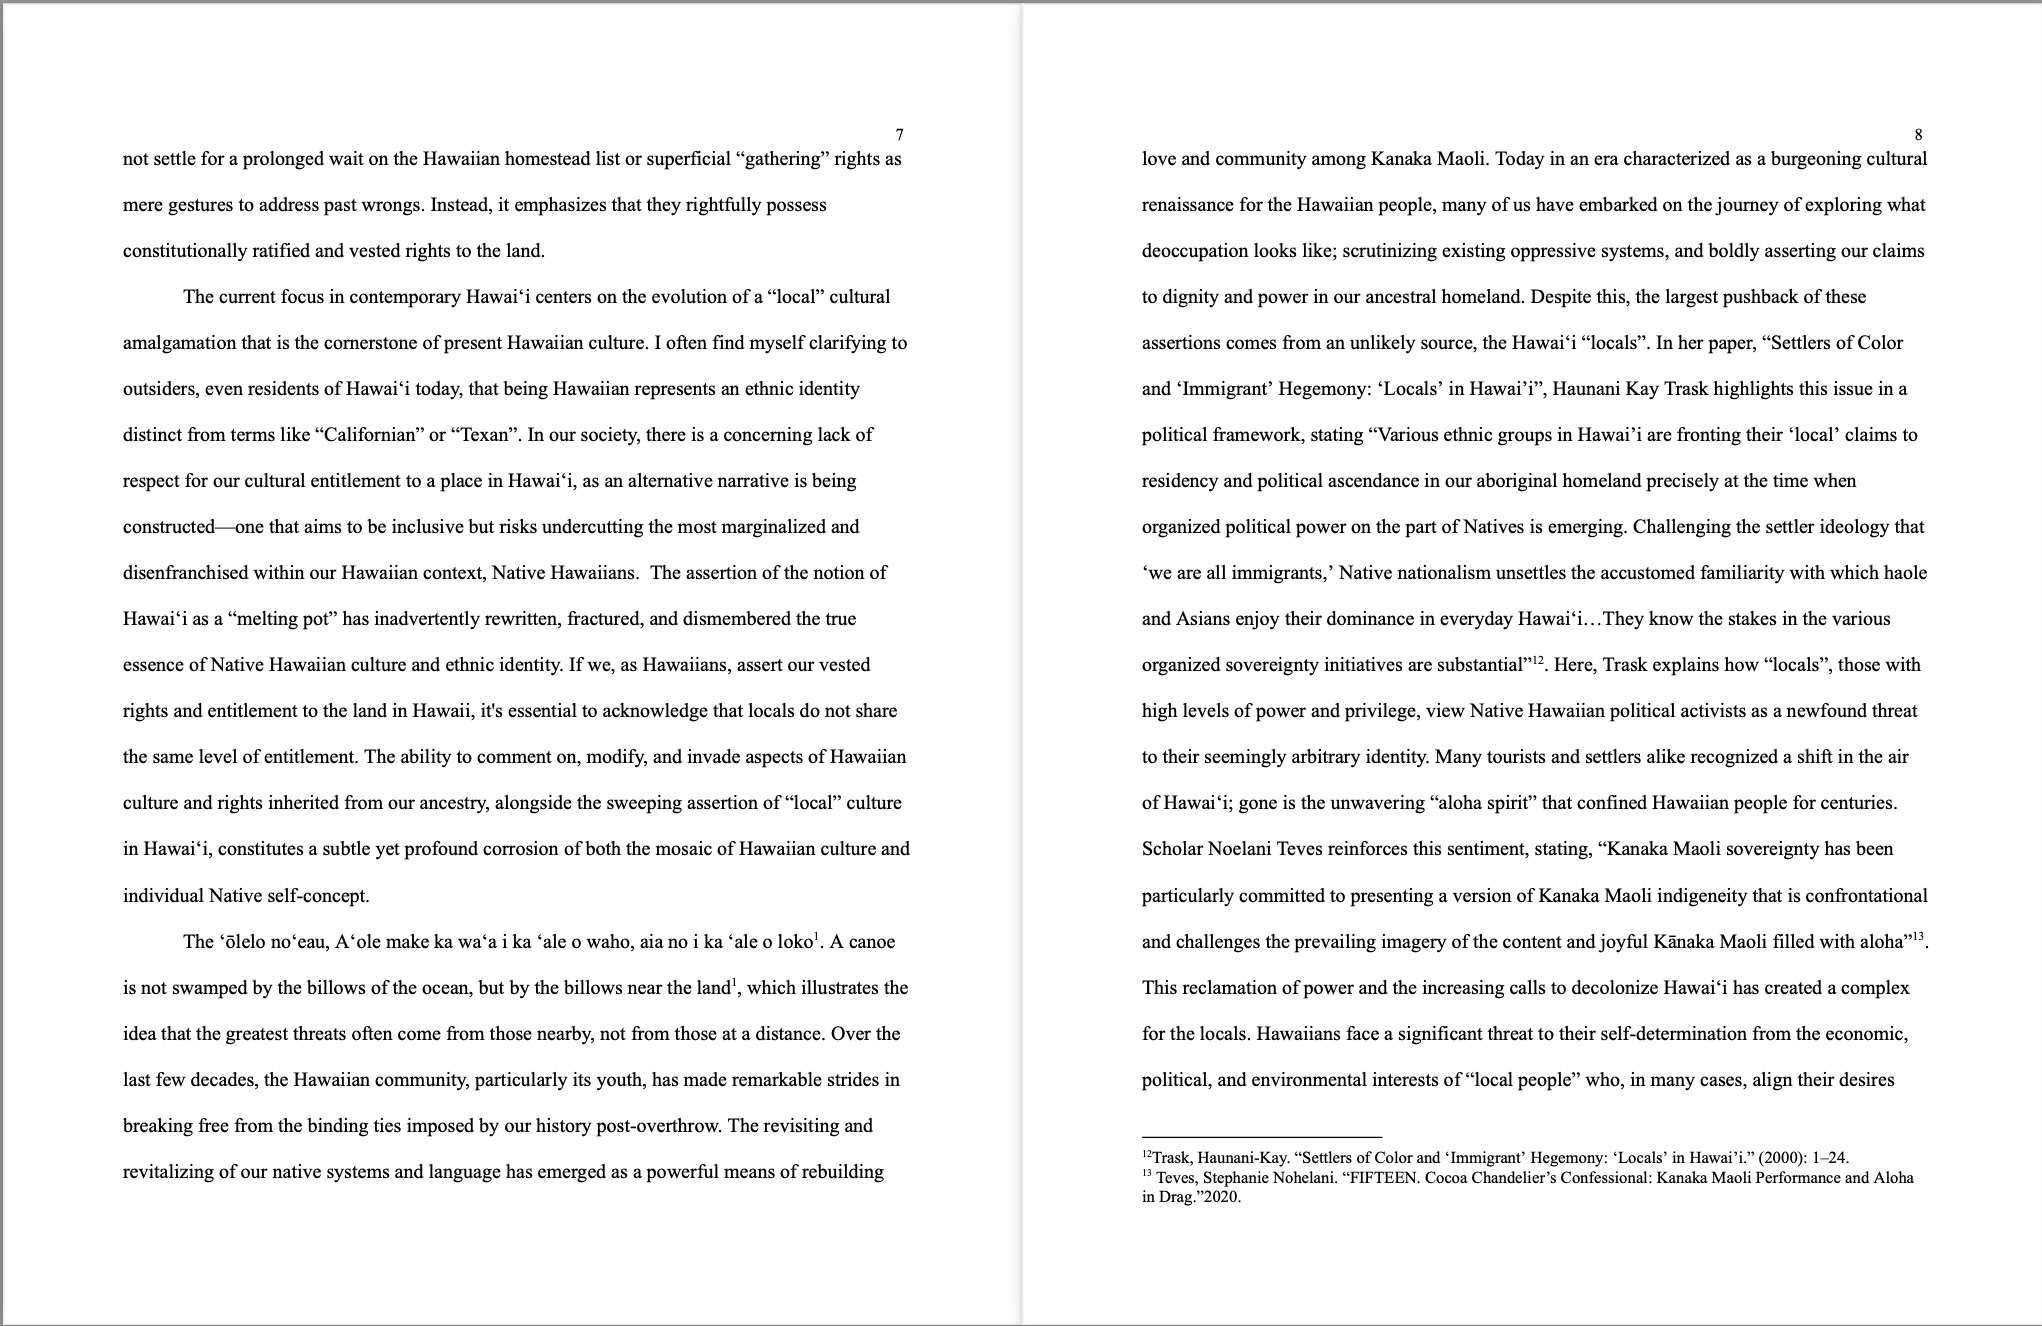 7
not settle for a prolonged wait on the Hawaiian homestead list or superficial “gathering” rights as
mere gestures to address past wrongs. Instead, it emphasizes that they rightfully possess
constitutionally ratified and vested rights to the land.
The current focus in contemporary Hawai‘i centers on the evolution of a “local” cultural
amalgamation that is the cornerstone of present Hawaiian culture. I often find myself clarifying to
outsiders, even residents of Hawai‘i today, that being Hawaiian represents an ethnic identity
distinct from terms like “Californian” or “Texan”. In our society, there is a concerning lack of
respect for our cultural entitlement to a place in Hawai‘i, as an alternative narrative is being
constructed—one that aims to be inclusive but risks undercutting the most marginalized and
disenfranchised within our Hawaiian context, Native Hawaiians.  The assertion of the notion of
Hawai‘i as a “melting pot” has inadvertently rewritten, fractured, and dismembered the true
essence of Native Hawaiian culture and ethnic identity. If we, as Hawaiians, assert our vested
rights and entitlement to the land in Hawaii, it's essential to acknowledge that locals do not share
the same level of entitlement. The ability to comment on, modify, and invade aspects of Hawaiian
culture and rights inherited from our ancestry, alongside the sweeping assertion of “local” culture
in Hawai‘i, constitutes a subtle yet profound corrosion of both the mosaic of Hawaiian culture and
individual Native self-concept.
The ‘ōlelo no‘eau, A‘ole make ka wa‘a i ka ‘ale o waho, aia no i ka ‘ale o loko¹. A canoe
is not swamped by the billows of the ocean, but by the billows near the land¹, which illustrates the
idea that the greatest threats often come from those nearby, not from those at a distance. Over the
last few decades, the Hawaiian community, particularly its youth, has made remarkable strides in
breaking free from the binding ties imposed by our history post-overthrow. The revisiting and
revitalizing of our native systems and language has emerged as a powerful means of rebuilding
8
love and community among Kanaka Maoli. Today in an era characterized as a burgeoning cultural
renaissance for the Hawaiian people, many of us have embarked on the journey of exploring what
deoccupation looks like; scrutinizing existing oppressive systems, and boldly asserting our claims
to dignity and power in our ancestral homeland. Despite this, the largest pushback of these
assertions comes from an unlikely source, the Hawai‘i “locals”. In her paper, “Settlers of Color
and ‘Immigrant’ Hegemony: ‘Locals’ in Hawai’i”, Haunani Kay Trask highlights this issue in a
political framework, stating “Various ethnic groups in Hawai’i are fronting their ‘local’ claims to
residency and political ascendance in our aboriginal homeland precisely at the time when
organized political power on the part of Natives is emerging. Challenging the settler ideology that
‘we are all immigrants,’ Native nationalism unsettles the accustomed familiarity with which haole
and Asians enjoy their dominance in everyday Hawai‘i…They know the stakes in the various
organized sovereignty initiatives are substantial”¹². Here, Trask explains how “locals”, those with
high levels of power and privilege, view Native Hawaiian political activists as a newfound threat
to their seemingly arbitrary identity. Many tourists and settlers alike recognized a shift in the air
of Hawai‘i; gone is the unwavering “aloha spirit” that confined Hawaiian people for centuries.
Scholar Noelani Teves reinforces this sentiment, stating, “Kanaka Maoli sovereignty has been
particularly committed to presenting a version of Kanaka Maoli indigeneity that is confrontational
and challenges the prevailing imagery of the content and joyful Kānaka Maoli filled with aloha”¹³.
This reclamation of power and the increasing calls to decolonize Hawai‘i has created a complex
for the locals. Hawaiians face a significant threat to their self-determination from the economic,
political, and environmental interests of “local people” who, in many cases, align their desires
¹²Trask, Haunani-Kay. “Settlers of Color and ‘Immigrant’ Hegemony: ‘Locals’ in Hawai’i.” (2000): 1–24.
¹³ Teves, Stephanie Nohelani. “FIFTEEN. Cocoa Chandelier’s Confessional: Kanaka Maoli Performance and Aloha
in Drag.”2020.